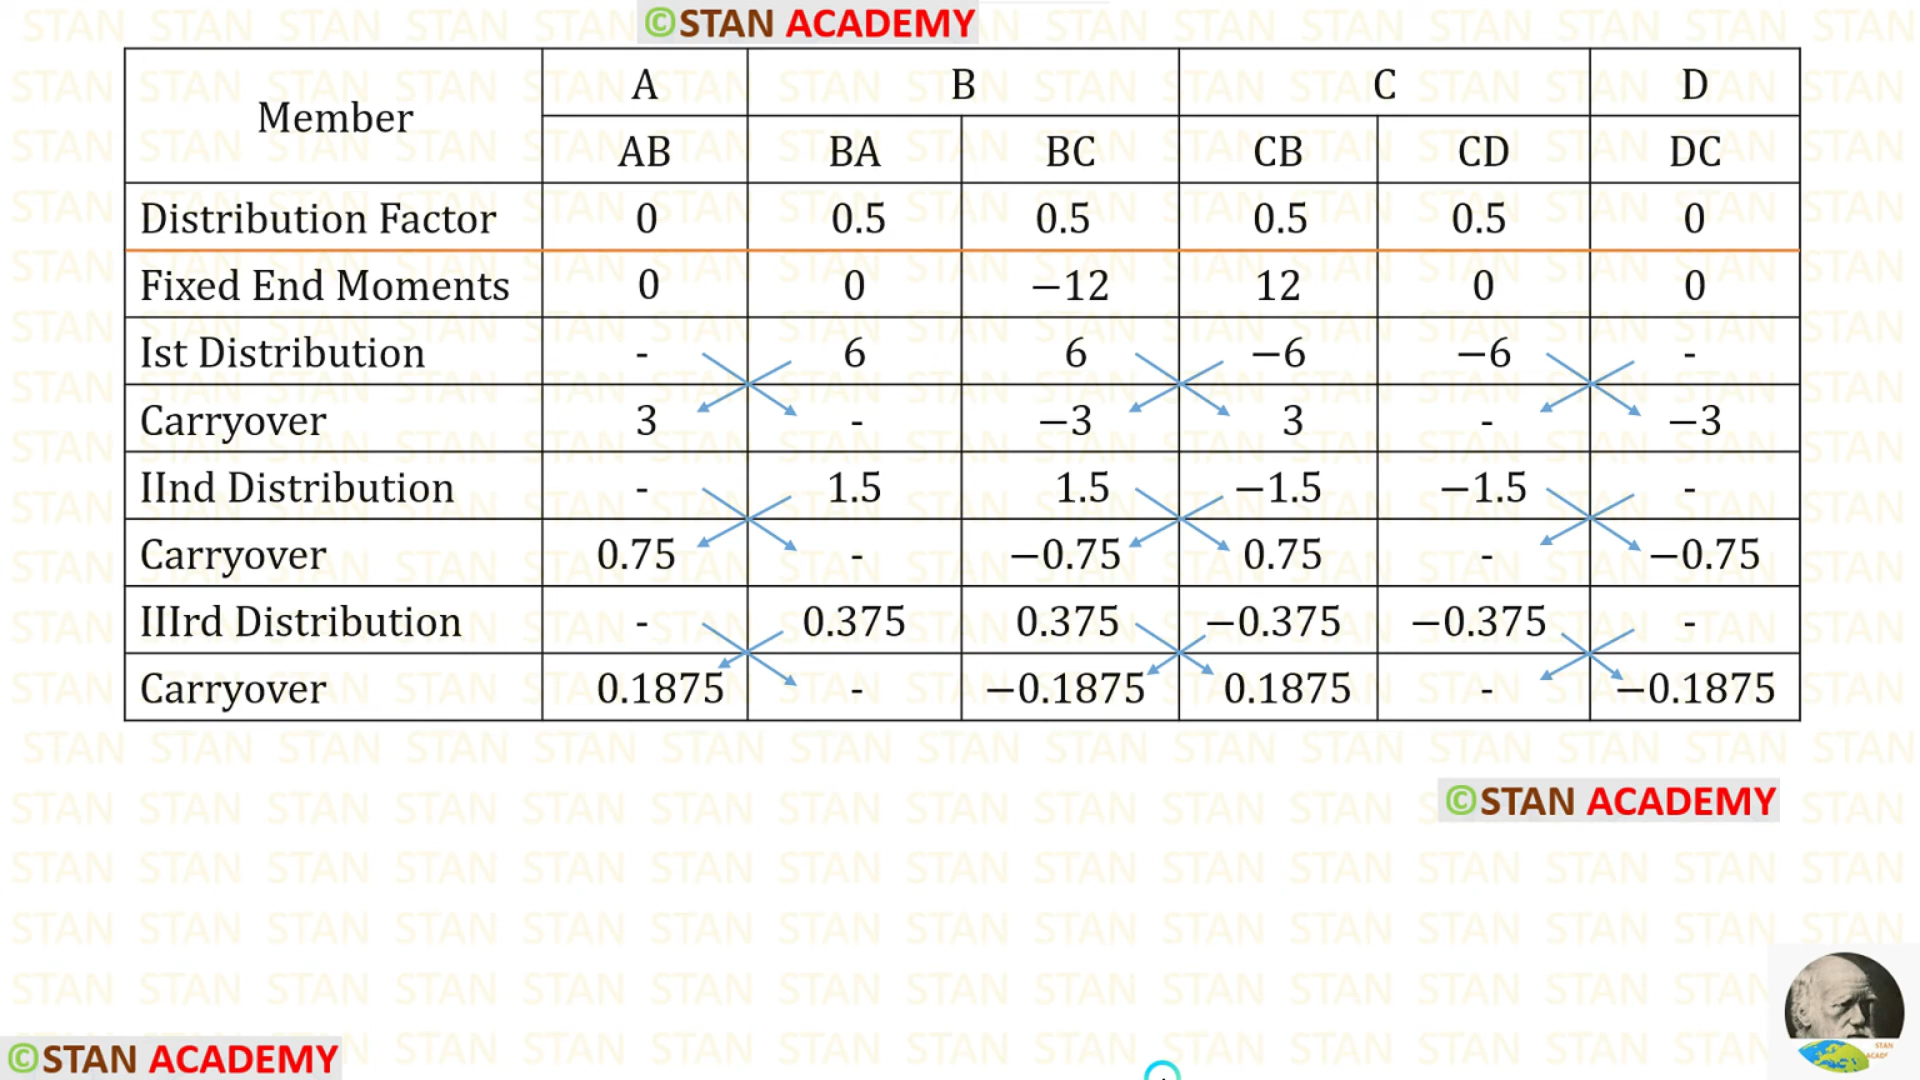 ©STAN ACADEMY
Member A B C D
AB BA BC CB CD DC
Distribution Factor 0 0.5 0.5 0.5 0.5 0
Fixed End Moments 0 0 −12 12 0 0
Ist Distribution - 6 6 −6 −6 -
Carryover 3 - −3 3 - −3
IInd Distribution - 1.5 1.5 −1.5 −1.5 -
Carryover 0.75 - −0.75 0.75 - −0.75
IIIrd Distribution - 0.375 0.375 −0.375 −0.375 -
Carryover 0.1875 - −0.1875 0.1875 - −0.1875
©STAN ACADEMY
STAN
ACADEMY
©STAN ACADEMY